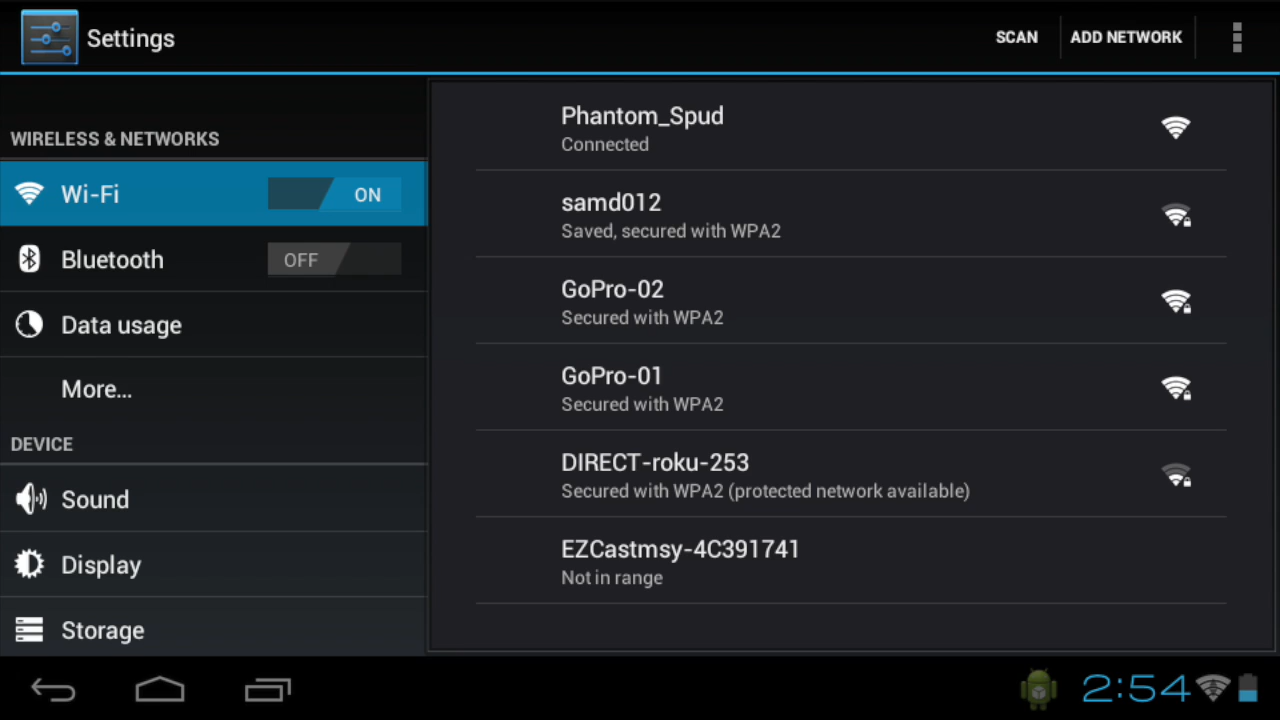 Settings
SCAN
ADD NETWORK
WIRELESS & NETWORKS
Wi-Fi
ON
Bluetooth
OFF
Data usage
More...
DEVICE
Sound
Display
Storage
Phantom_Spud
Connected
samd012
Saved, secured with WPA2
GoPro-02
Secured with WPA2
GoPro-01
Secured with WPA2
DIRECT-roku-253
Secured with WPA2 (protected network available)
EZCastmsy-4C391741
Not in range
2:54